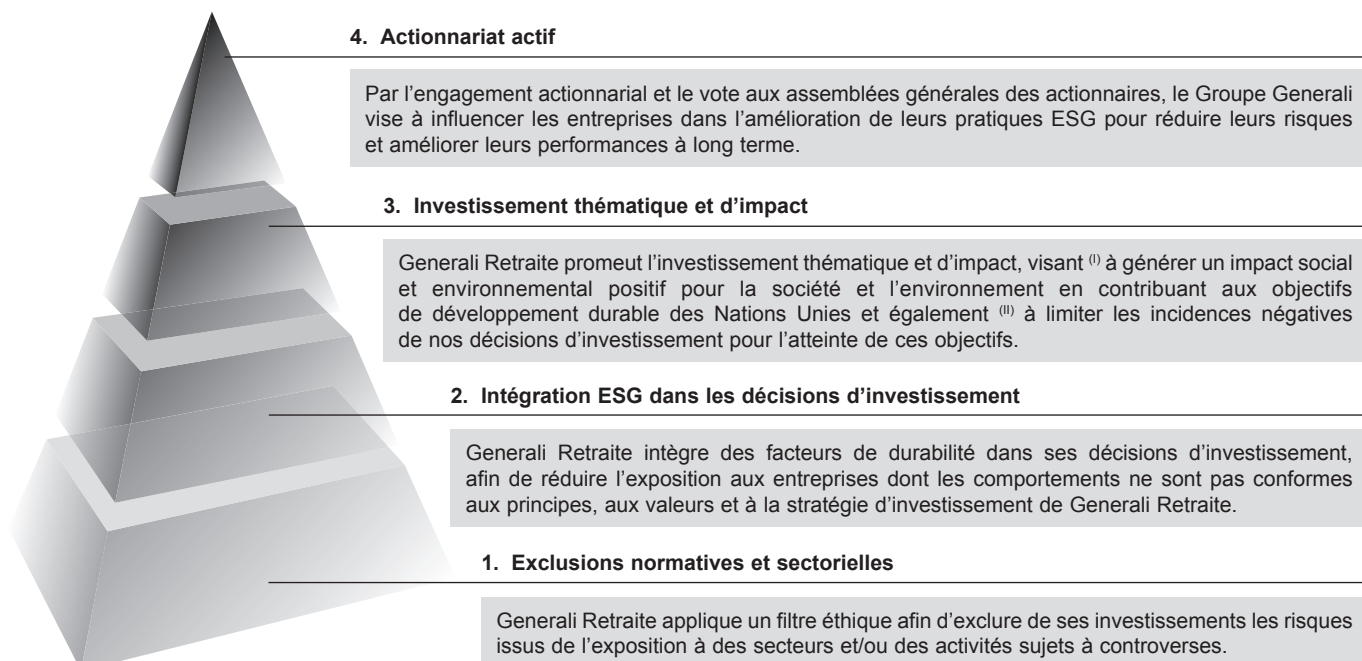 4. Actionnariat actif
Par l'engagement actionnarial et le vote aux assemblées générales des actionnaires, le Groupe Generali
vise à influencer les entreprises dans l'amélioration de leurs pratiques ESG pour réduire leurs risques
et améliorer leurs performances à long terme.
3. Investissement thématique et d'impact
Generali Retraite promeut l'investissement thématique et d'impact, visant (I) à générer un impact social
et environnemental positif pour la société et l'environnement en contribuant aux objectifs
de développement durable des Nations Unies et également (II) à limiter les incidences négatives
de nos décisions d'investissement pour l'atteinte de ces objectifs.
2. Intégration ESG dans les décisions d'investissement
Generali Retraite intègre des facteurs de durabilité dans ses décisions d'investissement,
afin de réduire l'exposition aux entreprises dont les comportements ne sont pas conformes
aux principes, aux valeurs et à la stratégie d'investissement de Generali Retraite.
1. Exclusions normatives et sectorielles
Generali Retraite applique un filtre éthique afin d'exclure de ses investissements les risques
issus de l'exposition à des secteurs et/ou des activités sujets à controverses.